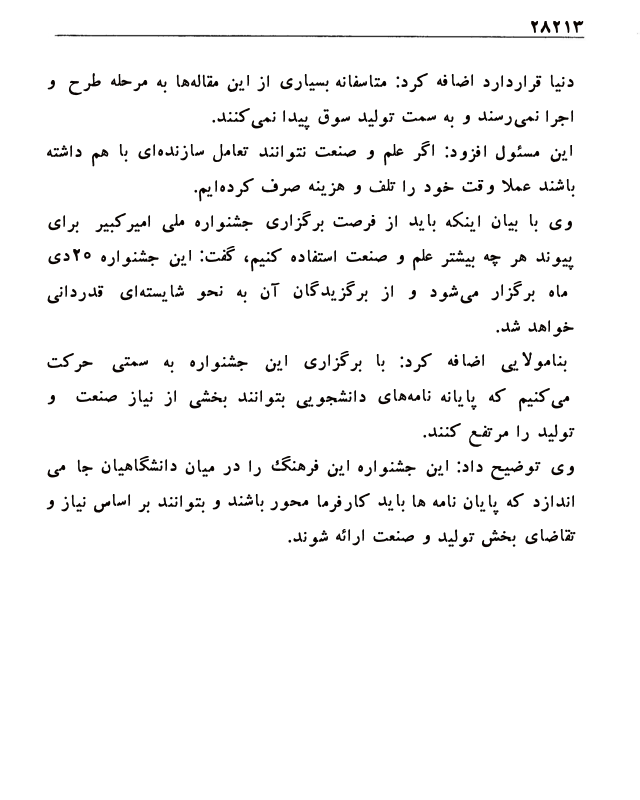 ۲۸۲۱۳
دنیا قراردارد اضافه کرد: متاسفانه بسیاری از این مقاله‌ها به مرحله طرح و
اجرا نمی‌رسند و به سمت تولید سوق پیدا نمی‌کنند.
این مسئول افزود: اگر علم و صنعت نتوانند تعامل سازنده‌ای با هم داشته
باشند عملا وقت خود را تلف و هزینه صرف کرده‌ایم.
وی با بیان اینکه باید از فرصت برگزاری جشنواره ملی امیرکبیر برای
پیوند هر چه بیشتر علم و صنعت استفاده کنیم، گفت: این جشنواره ۲۰دی
ماه برگزار می‌شود و از برگزیدگان آن به نحو شایسته‌ای قدردانی
خواهد شد.
بنامولایی اضافه کرد: با برگزاری این جشنواره به سمتی حرکت
می‌کنیم که پایانه نامه‌های دانشجویی بتوانند بخشی از نیاز صنعت و
تولید را مرتفع کنند.
وی توضیح داد: این جشنواره این فرهنگ را در میان دانشگاهیان جا می
اندازد که پایان نامه ها باید کارفرما محور باشند و بتوانند بر اساس نیاز و
تقاضای بخش تولید و صنعت ارائه شوند.